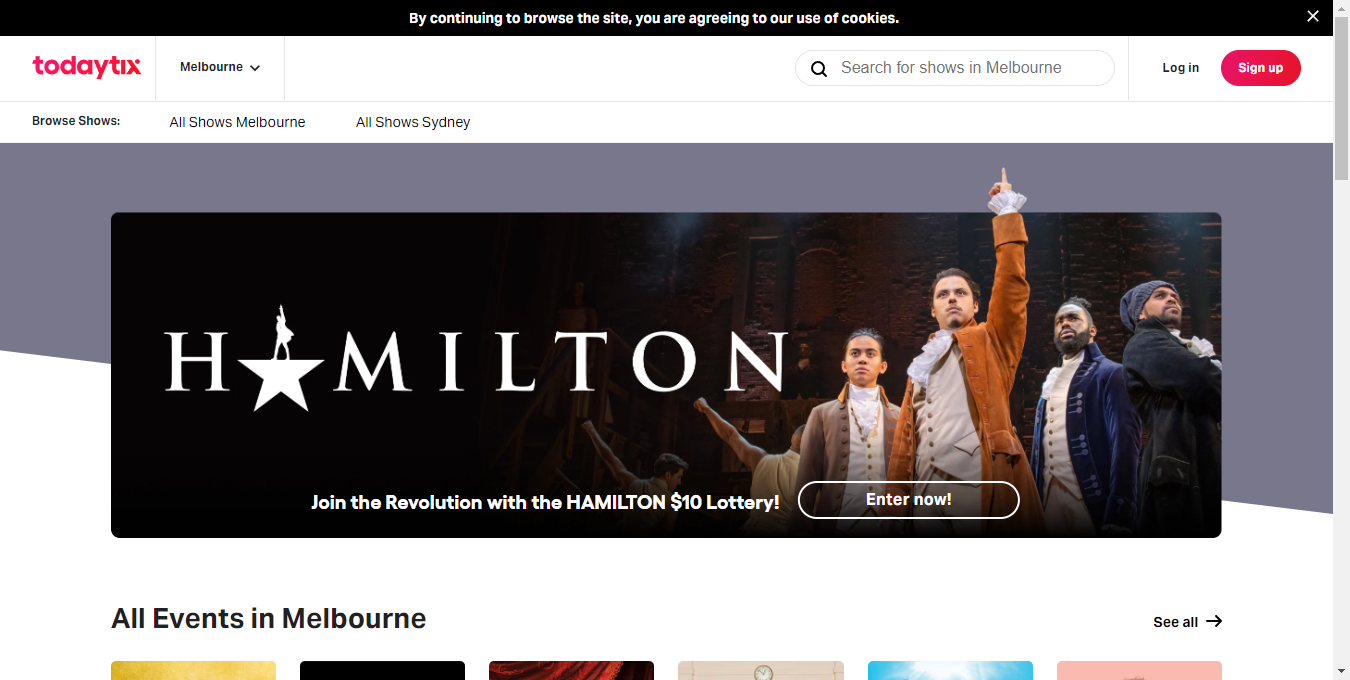 By continuing to browse the site, you are agreeing to our use of cookies.
todaytix
Melbourne
Search for shows in Melbourne
Log in
Sign up
Browse Shows:
All Shows Melbourne
All Shows Sydney
HAMILTON
Join the Revolution with the HAMILTON $10 Lottery!
Enter now!
All Events in Melbourne
See all